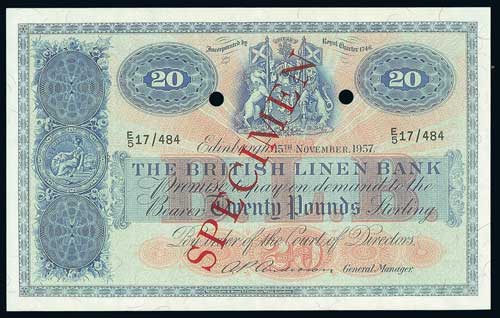 Incorporated by Royal Charter 1746
20 20
E/5 17/484 E/5 17/484
Edinburgh, 15TH NOVEMBER, 1957.
THE BRITISH LINEN BANK
Promise to pay on demand to the
Bearer Twenty Pounds Sterling
By order of the Court of Directors.
20
General Manager.
SPECIMEN